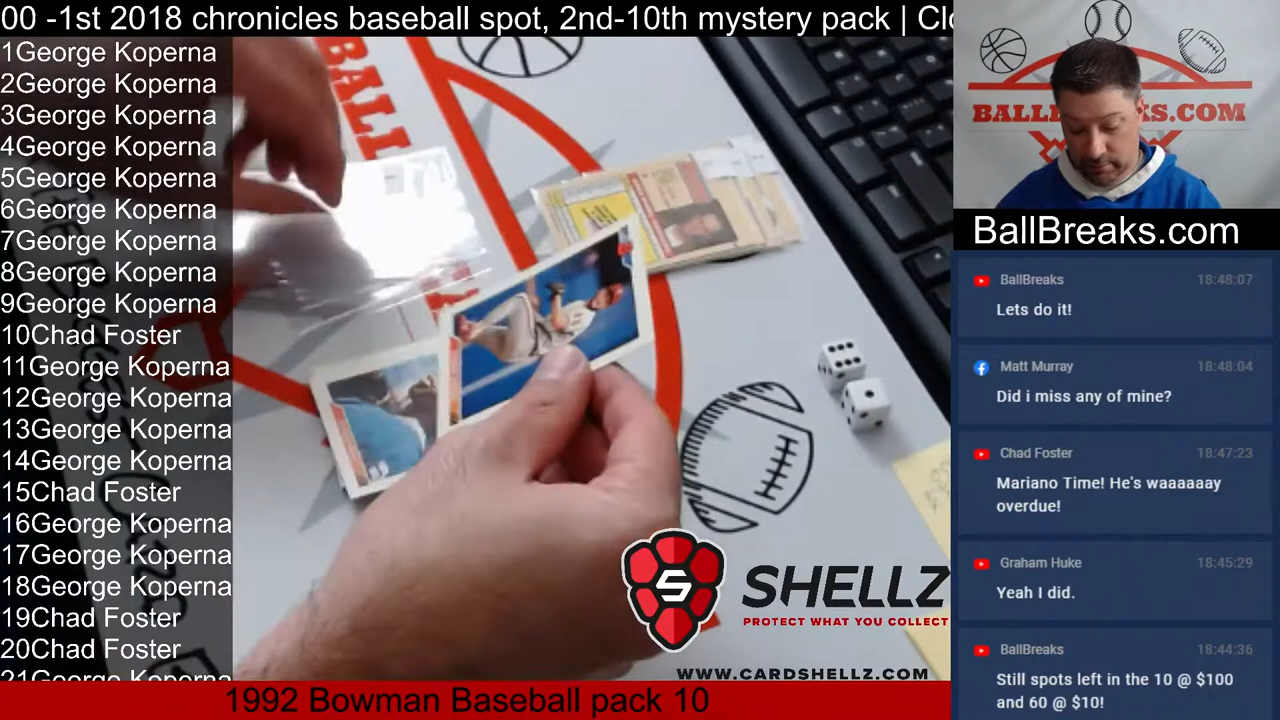 00 -1st 2018 chronicles baseball spot, 2nd-10th mystery pack | Clo
1George Koperna
2George Koperna
3George Koperna
4George Koperna
5George Koperna
6George Koperna
7George Koperna
8George Koperna
9George Koperna
10Chad Foster
11George Koperna
12George Koperna
13George Koperna
14George Koperna
15Chad Foster
16George Koperna
17George Koperna
18George Koperna
19Chad Foster
20Chad Foster
21George Koperna
BALL
SHELLZ
PROTECT WHAT YOU COLLECT
WWW.CARDSHELLZ.COM
1992 Bowman Baseball pack 10
BALLB KS.COM
BallBreaks.com
BallBreaks 18:48:07
Lets do it!
Matt Murray 18:48:04
Did i miss any of mine?
Chad Foster 18:47:23
Mariano Time! He's waaaaaay
overdue!
Graham Huke 18:45:29
Yeah I did.
BallBreaks 18:44:36
Still spots left in the 10 @ $100
and 60 @ $10!